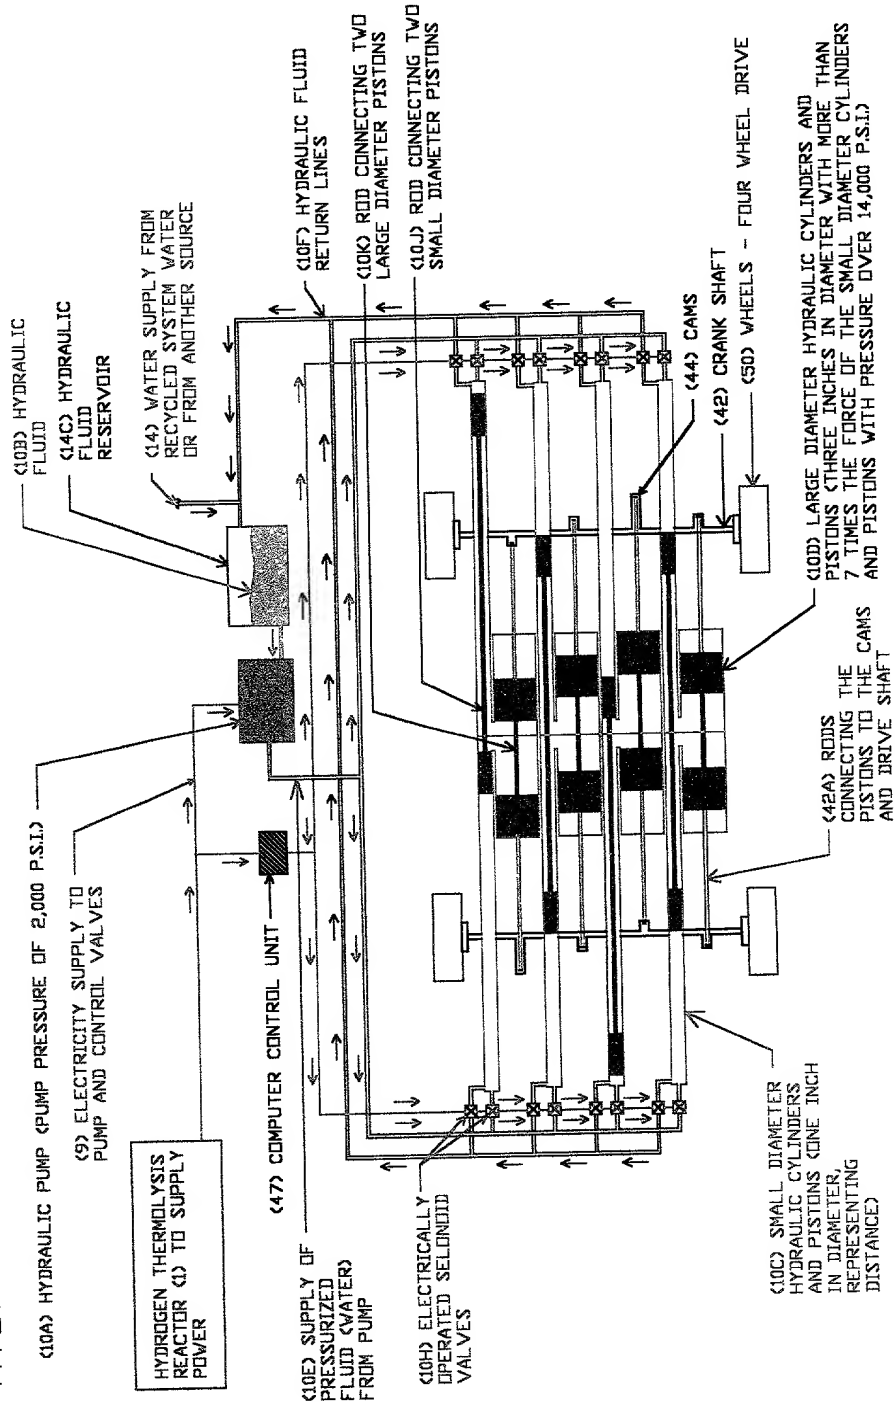 (10A) HYDRAULIC PUMP (PUMP PRESSURE OF 2,000 P.S.I.)
(9) ELECTRICITY SUPPLY TO
PUMP AND CONTROL VALVES
HYDROGEN THERMOLYSIS
REACTOR (1) TO SUPPLY
POWER
(47) COMPUTER CONTROL UNIT
(10E) SUPPLY OF
PRESSURIZED
FLUID (WATER)
FROM PUMP
(10H) ELECTRICALLY
OPERATED SELONOID
VALVES
(10C) SMALL DIAMETER
HYDRAULIC CYLINDERS
AND PISTONS (ONE INCH
IN DIAMETER,
REPRESENTING
DISTANCE)
(10B) HYDRAULIC
FLUID
(14C) HYDRAULIC
FLUID
RESERVOIR
(14) WATER SUPPLY FROM
RECYCLED SYSTEM WATER
OR FROM ANOTHER SOURCE
(10F) HYDRAULIC FLUID
RETURN LINES
(10K) ROD CONNECTING TWO
LARGE DIAMETER PISTONS
(10J) ROD CONNECTING TWO
SMALL DIAMETER PISTONS
(44) CAMS
(42) CRANK SHAFT
(50) WHEELS - FOUR WHEEL DRIVE
(10D) LARGE DIAMETER HYDRAULIC CYLINDERS AND
PISTONS (THREE INCHES IN DIAMETER WITH MORE THAN
7 TIMES THE FORCE OF THE SMALL DIAMETER CYLINDERS
AND PISTONS WITH PRESSURE OVER 14,000 P.S.I.)
(42A) RODS
CONNECTING THE
PISTONS TO THE CAMS
AND DRIVE SHAFT